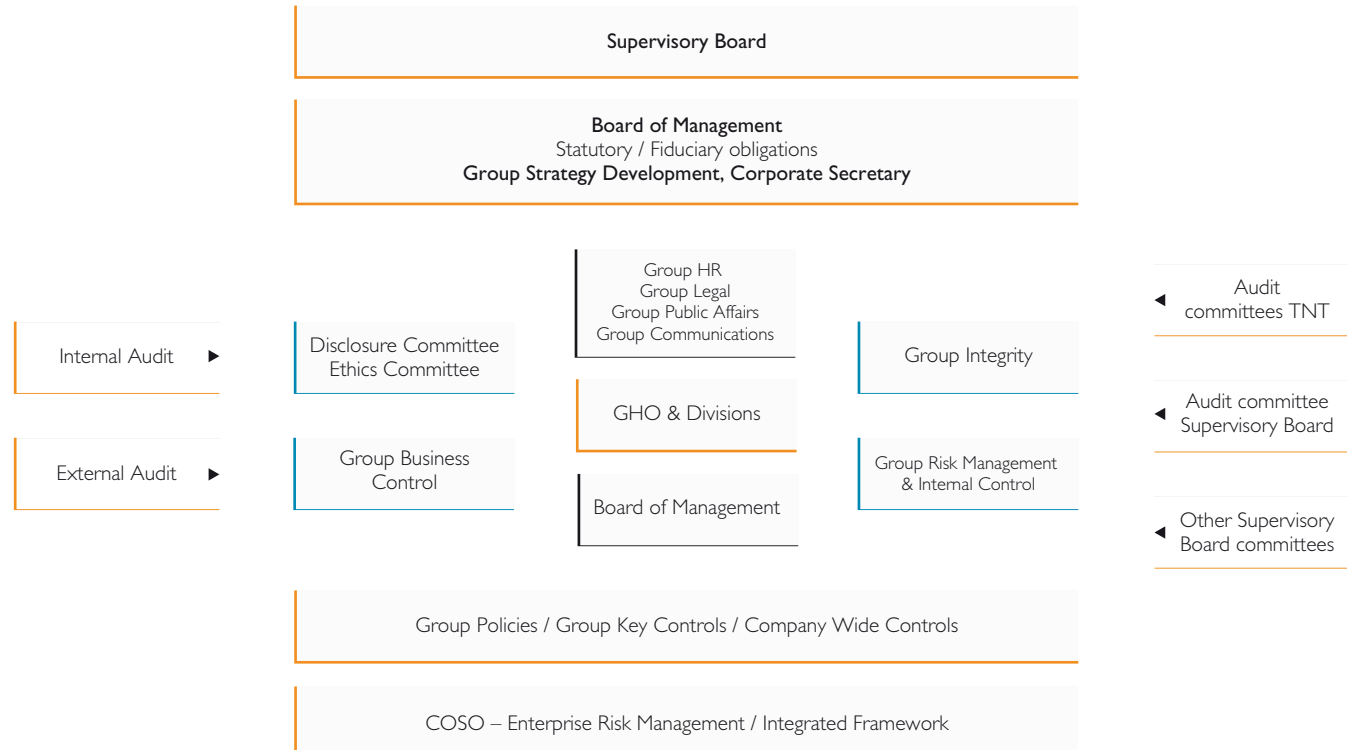 Supervisory Board
Board of Management
Statutory / Fiduciary obligations
Group Strategy Development, Corporate Secretary
Internal Audit
External Audit
Disclosure Committee
Ethics Committee
Group Business
Control
Group HR
Group Legal
Group Public Affairs
Group Communications
GHO & Divisions
Board of Management
Group Integrity
Group Risk Management
& Internal Control
Audit
committees TNT
Audit committee
Supervisory Board
Other Supervisory
Board committees
Group Policies / Group Key Controls / Company Wide Controls
COSO – Enterprise Risk Management / Integrated Framework